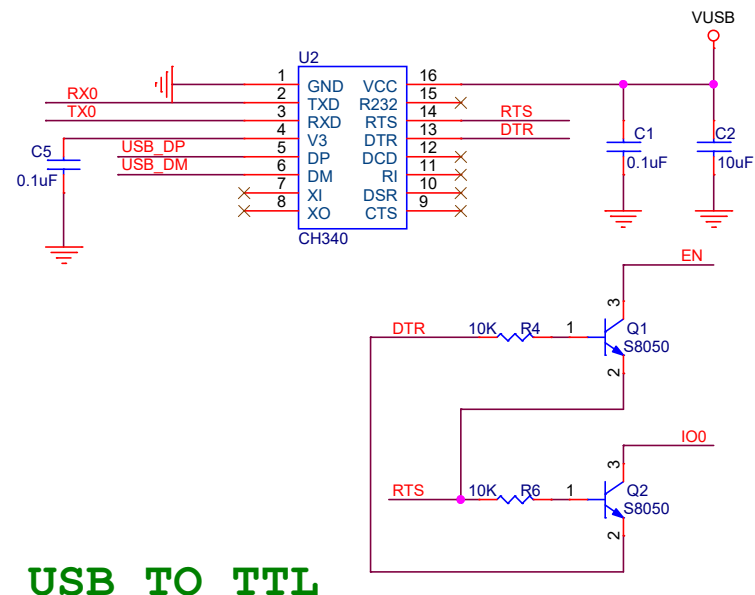 VUSB
U2
1 GND VCC 16
RX0 2 TXD R232 15
TX0 3 RXD RTS 14 RTS
4 V3 DTR 13 DTR
USB_DP 5 DP DCD 12
USB_DM 6 DM RI 11
7 XI DSR 10
8 XO CTS 9
CH340
C5
0.1uF
C1
0.1uF
C2
10uF
EN
3
DTR 10K R4 1 Q1
S8050
2
IO0
3
RTS 10K R6 1 Q2
S8050
2
USB TO TTL